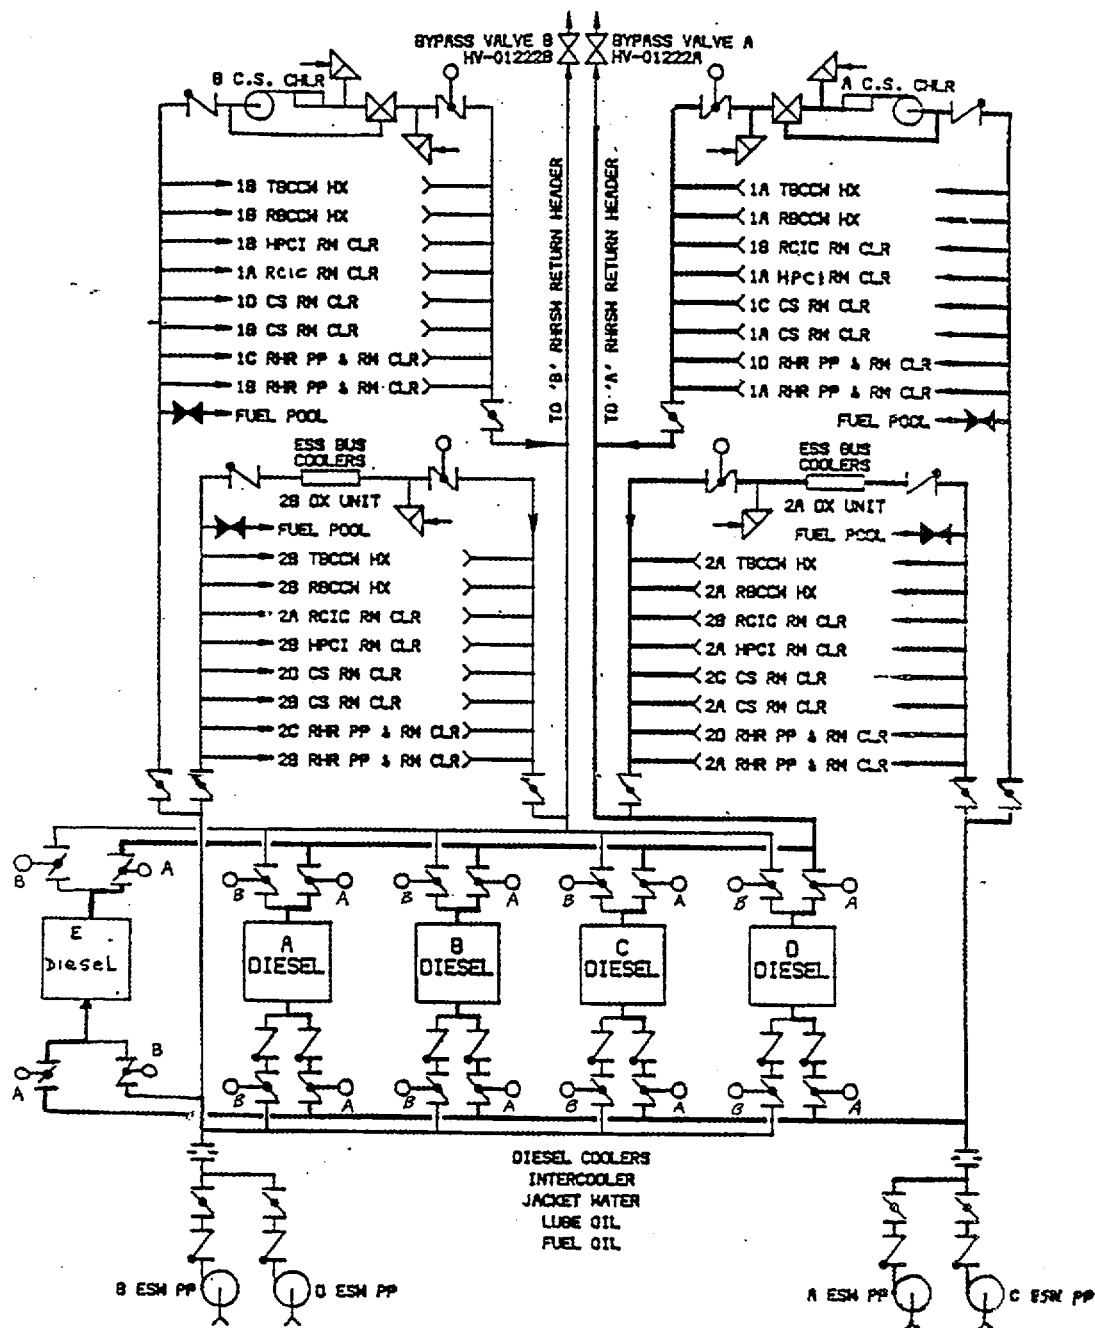 BYPASS VALVE B
HV-01222B
BYPASS VALVE A
HV-01222A
B C.S. CHLR
A C.S. CHLR
1B TBCCW HX
1B RBCCW HX
1B HPCI RM CLR
1A RCIC RM CLR
1D CS RM CLR
1B CS RM CLR
1C RHR PP & RM CLR
1B RHR PP & RM CLR
FUEL POOL
TO 'B' RHRSW RETURN HEADER
TO 'A' RHRSW RETURN HEADER
1A TBCCW HX
1A RBCCW HX
1B RCIC RM CLR
1A HPCI RM CLR
1C CS RM CLR
1A CS RM CLR
1D RHR PP & RM CLR
1A RHR PP & RM CLR
FUEL POOL
ESS BUS
COOLERS
2B DX UNIT
FUEL POOL
2B TBCCW HX
2B RBCCW HX
2A RCIC RM CLR
2B HPCI RM CLR
2D CS RM CLR
2B CS RM CLR
2C RHR PP & RM CLR
2B RHR PP & RM CLR
ESS BUS
COOLERS
2A DX UNIT
FUEL POOL
2A TBCCW HX
2A RBCCW HX
2B RCIC RM CLR
2A HPCI RM CLR
2C CS RM CLR
2A CS RM CLR
2D RHR PP & RM CLR
2A RHR PP & RM CLR
B A
B A B A B A B A
E
Diesel
A
DIESEL
B
DIESEL
C
DIESEL
D
DIESEL
A B
B A B A B A B A
DIESEL COOLERS
INTERCOOLER
JACKET WATER
LUBE OIL
FUEL OIL
B ESW PP
D ESW PP
A ESW PP
C ESW PP